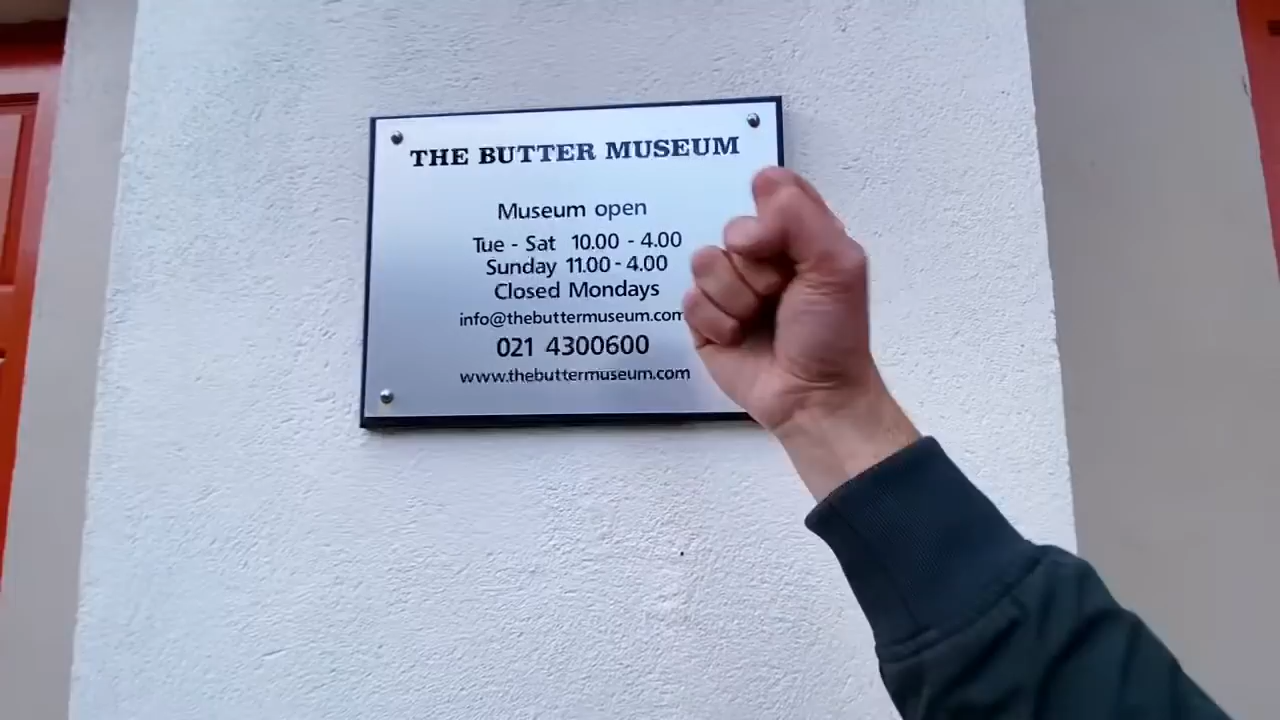 THE BUTTER MUSEUM
Museum open
Tue - Sat 10.00 - 4.00
Sunday 11.00 - 4.00
Closed Mondays
info@thebuttermuseum.com
021 4300600
www.thebuttermuseum.com